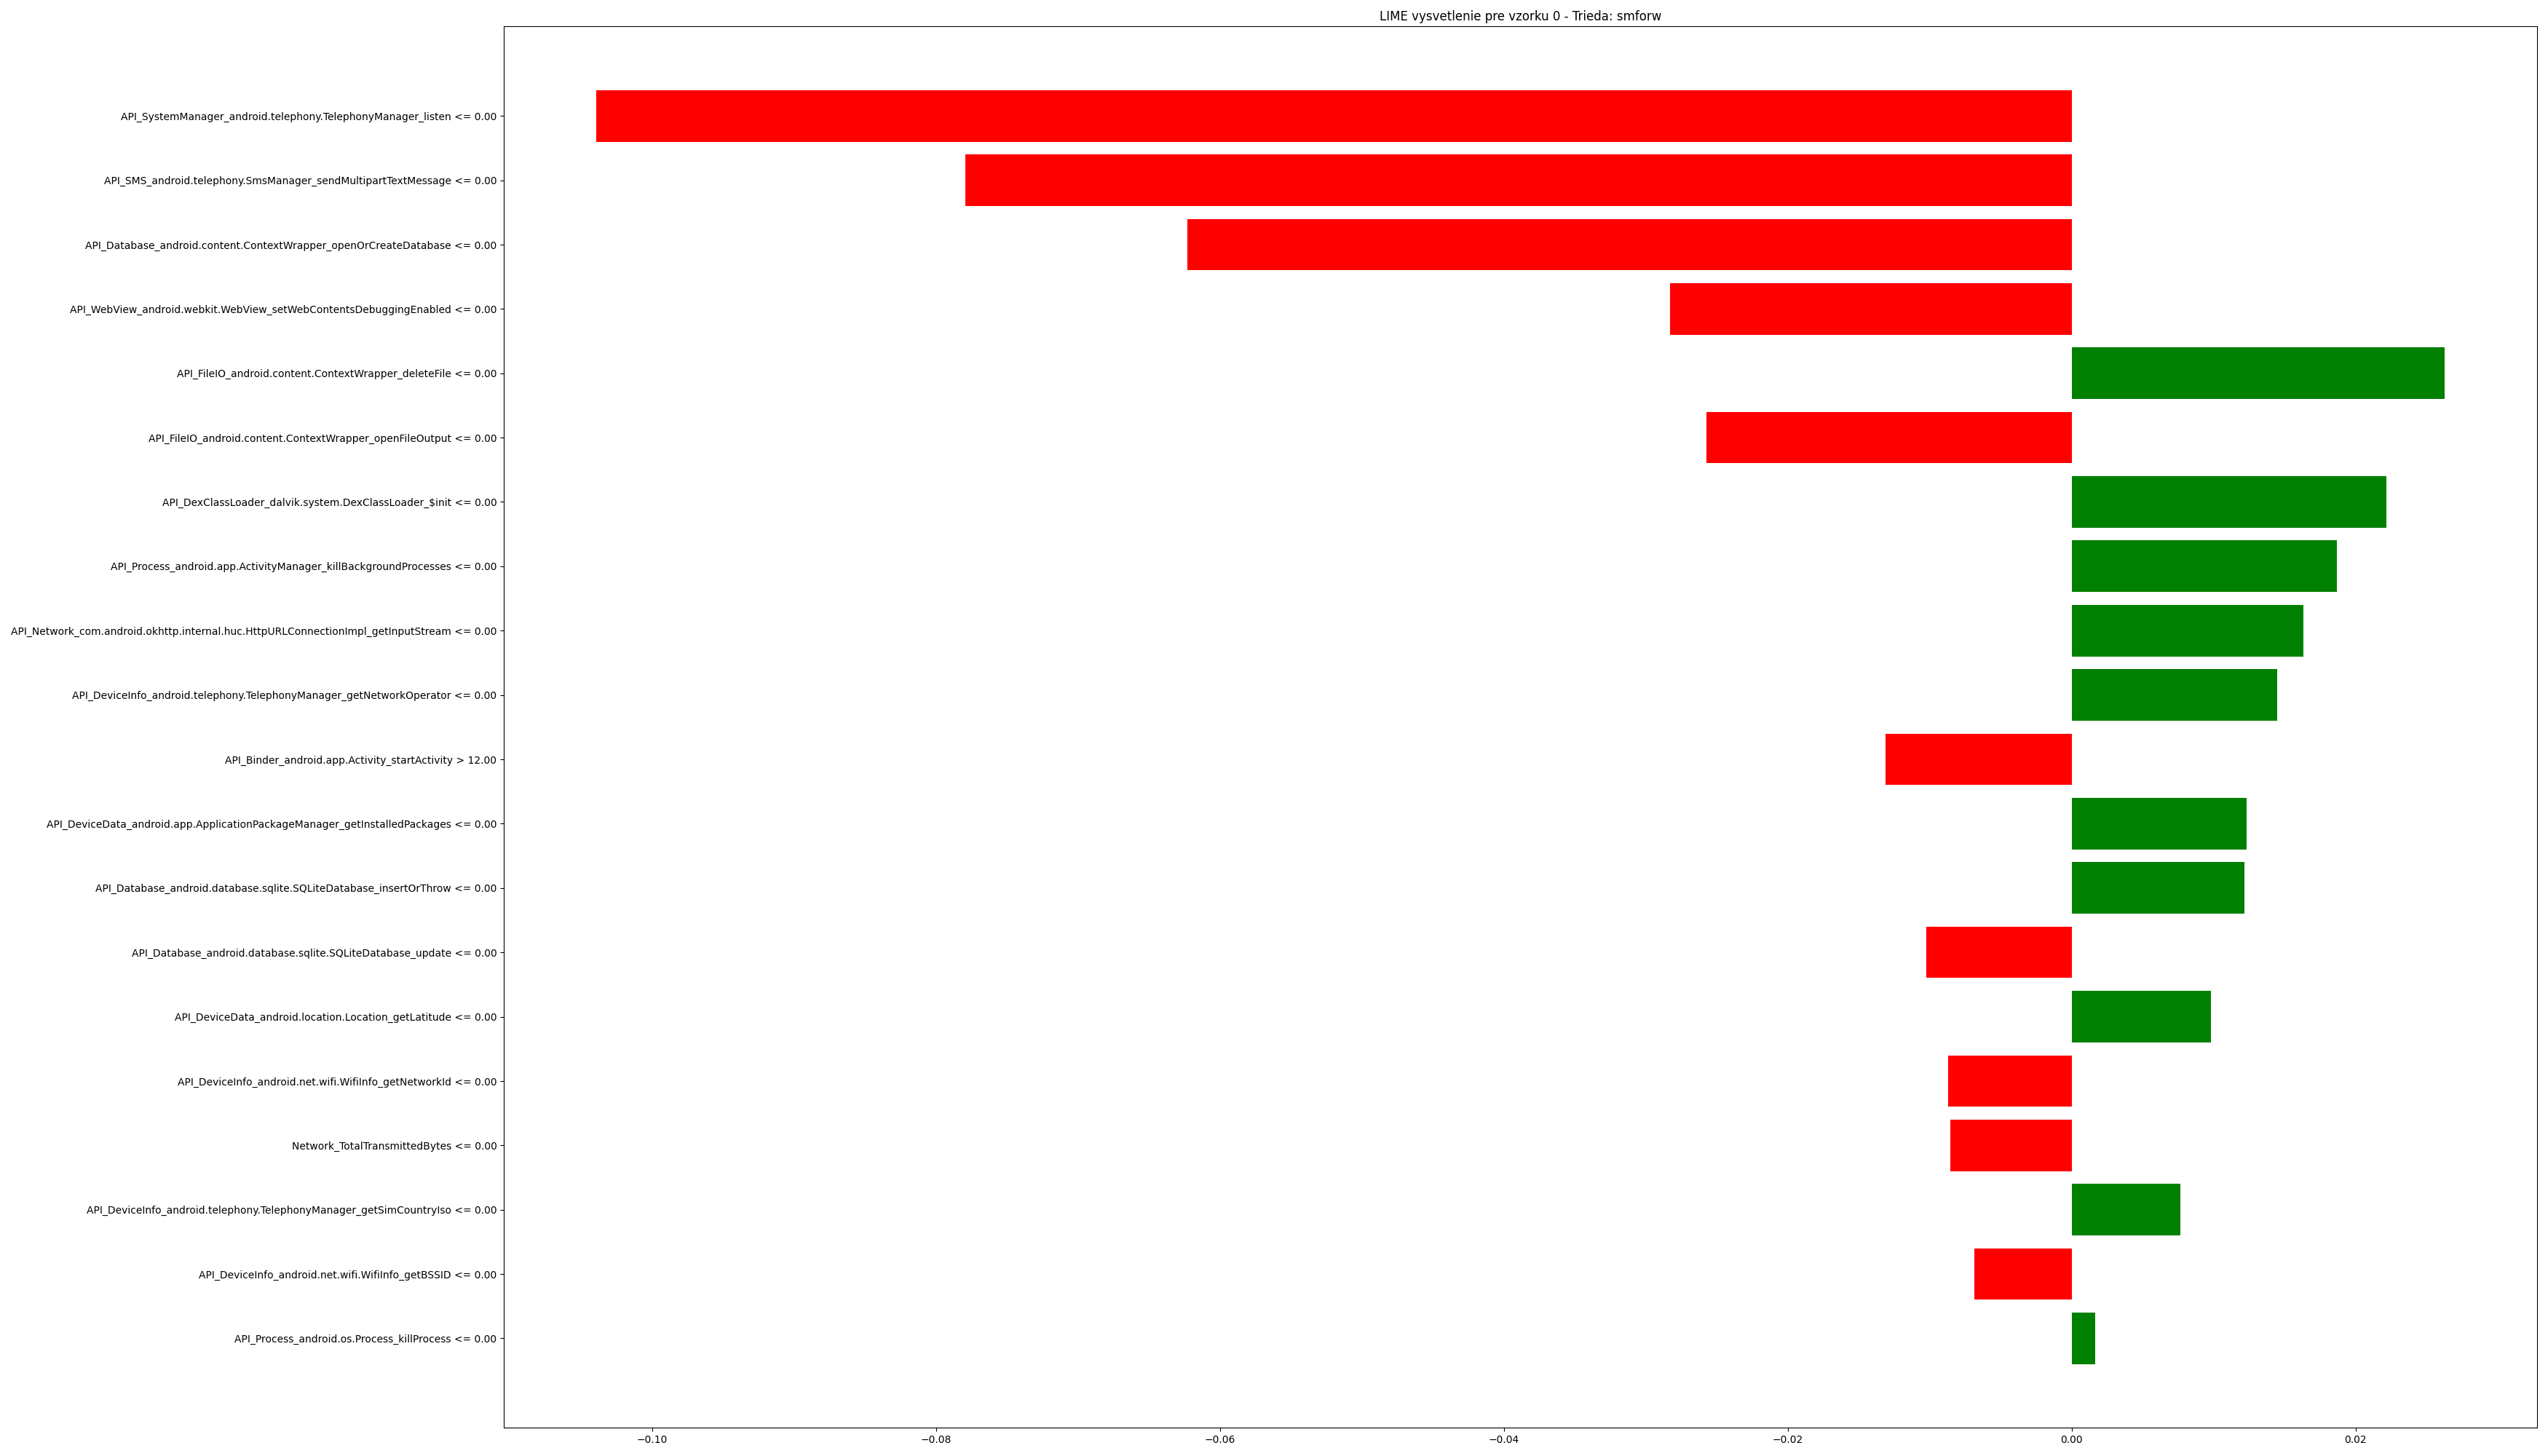 LIME vysvetlenie pre vzorku 0 - Trieda: smforw
API_SystemManager_android.telephony.TelephonyManager_listen <= 0.00
API_SMS_android.telephony.SmsManager_sendMultipartTextMessage <= 0.00
API_Database_android.content.ContextWrapper_openOrCreateDatabase <= 0.00
API_WebView_android.webkit.WebView_setWebContentsDebuggingEnabled <= 0.00
API_FileIO_android.content.ContextWrapper_deleteFile <= 0.00
API_FileIO_android.content.ContextWrapper_openFileOutput <= 0.00
API_DexClassLoader_dalvik.system.DexClassLoader_$init <= 0.00
API_Process_android.app.ActivityManager_killBackgroundProcesses <= 0.00
API_Network_com.android.okhttp.internal.huc.HttpURLConnectionImpl_getInputStream <= 0.00
API_DeviceInfo_android.telephony.TelephonyManager_getNetworkOperator <= 0.00
API_Binder_android.app.Activity_startActivity > 12.00
API_DeviceData_android.app.ApplicationPackageManager_getInstalledPackages <= 0.00
API_Database_android.database.sqlite.SQLiteDatabase_insertOrThrow <= 0.00
API_Database_android.database.sqlite.SQLiteDatabase_update <= 0.00
API_DeviceData_android.location.Location_getLatitude <= 0.00
API_DeviceInfo_android.net.wifi.WifiInfo_getNetworkId <= 0.00
Network_TotalTransmittedBytes <= 0.00
API_DeviceInfo_android.telephony.TelephonyManager_getSimCountryIso <= 0.00
API_DeviceInfo_android.net.wifi.WifiInfo_getBSSID <= 0.00
API_Process_android.os.Process_killProcess <= 0.00
−0.10 −0.08 −0.06 −0.04 −0.02 0.00 0.02